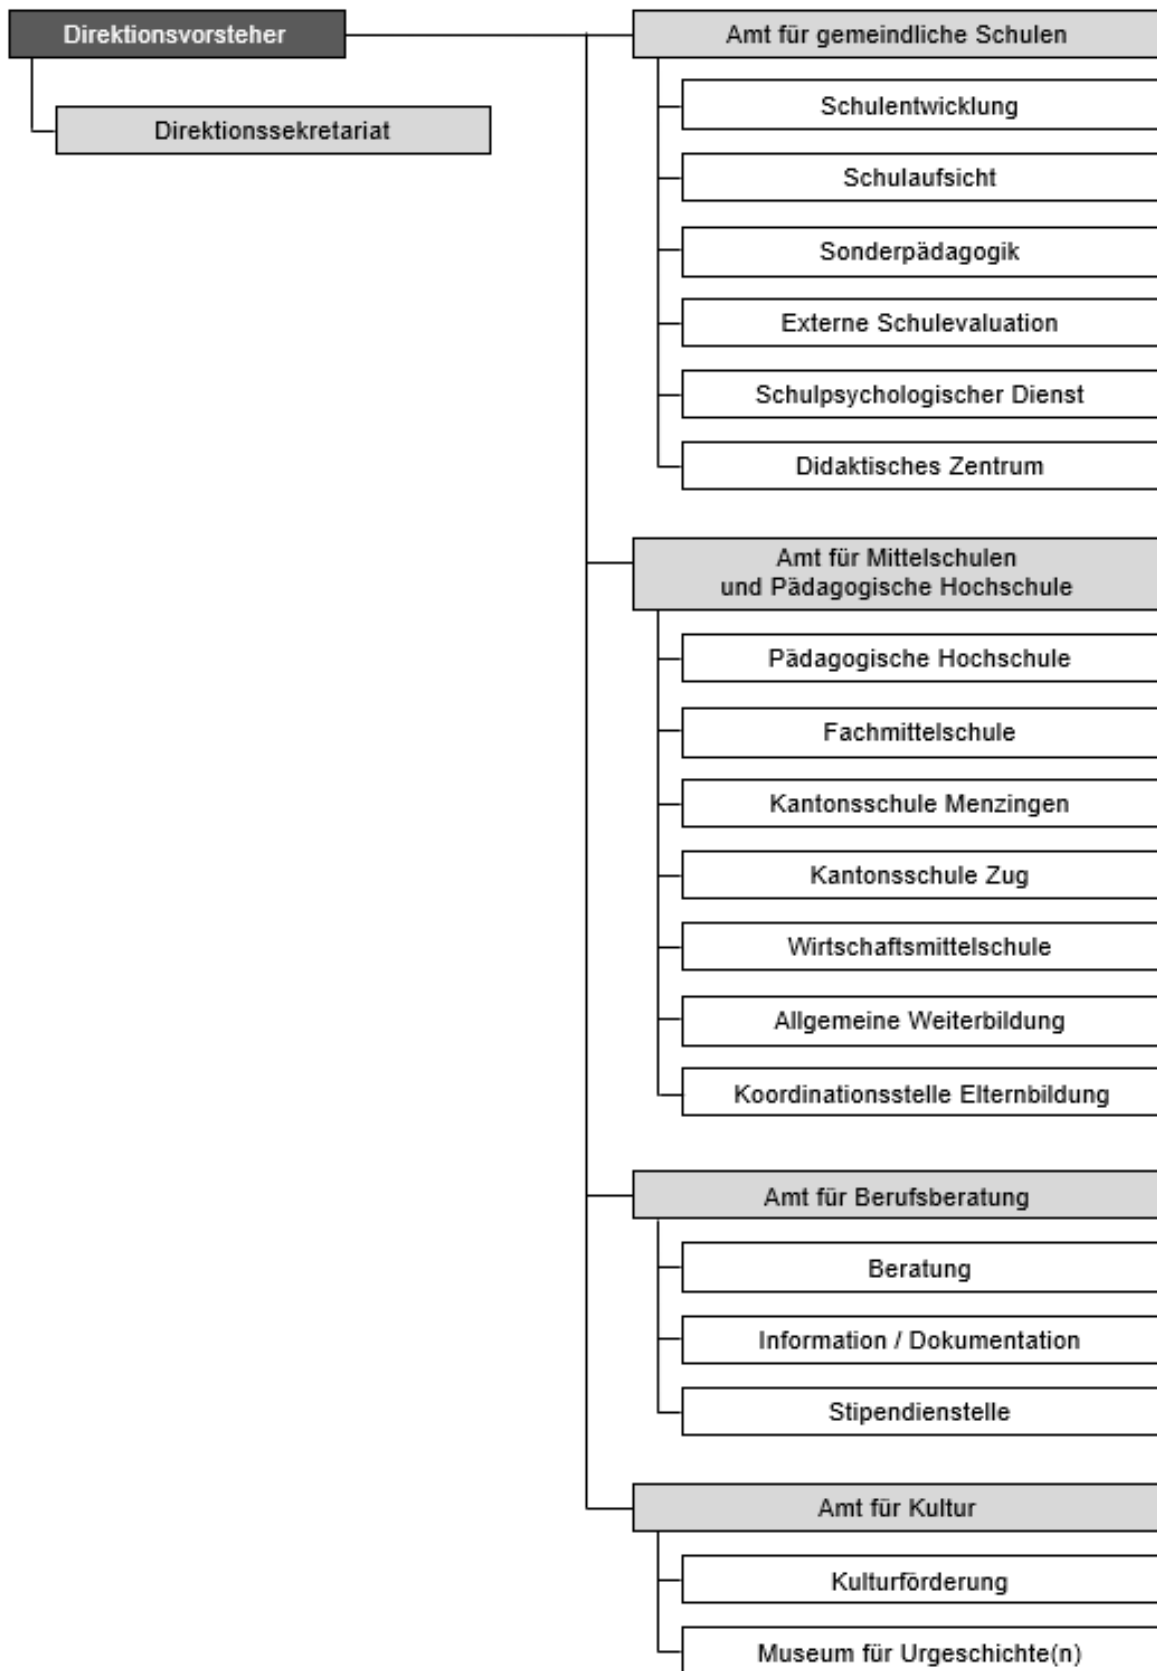 Direktionsvorsteher
Direktionssekretariat
Amt für gemeindliche Schulen
Schulentwicklung
Schulaufsicht
Sonderpädagogik
Externe Schulevaluation
Schulpsychologischer Dienst
Didaktisches Zentrum
Amt für Mittelschulen
und Pädagogische Hochschule
Pädagogische Hochschule
Fachmittelschule
Kantonsschule Menzingen
Kantonsschule Zug
Wirtschaftsmittelschule
Allgemeine Weiterbildung
Koordinationsstelle Elternbildung
Amt für Berufsberatung
Beratung
Information / Dokumentation
Stipendienstelle
Amt für Kultur
Kulturförderung
Museum für Urgeschichte(n)